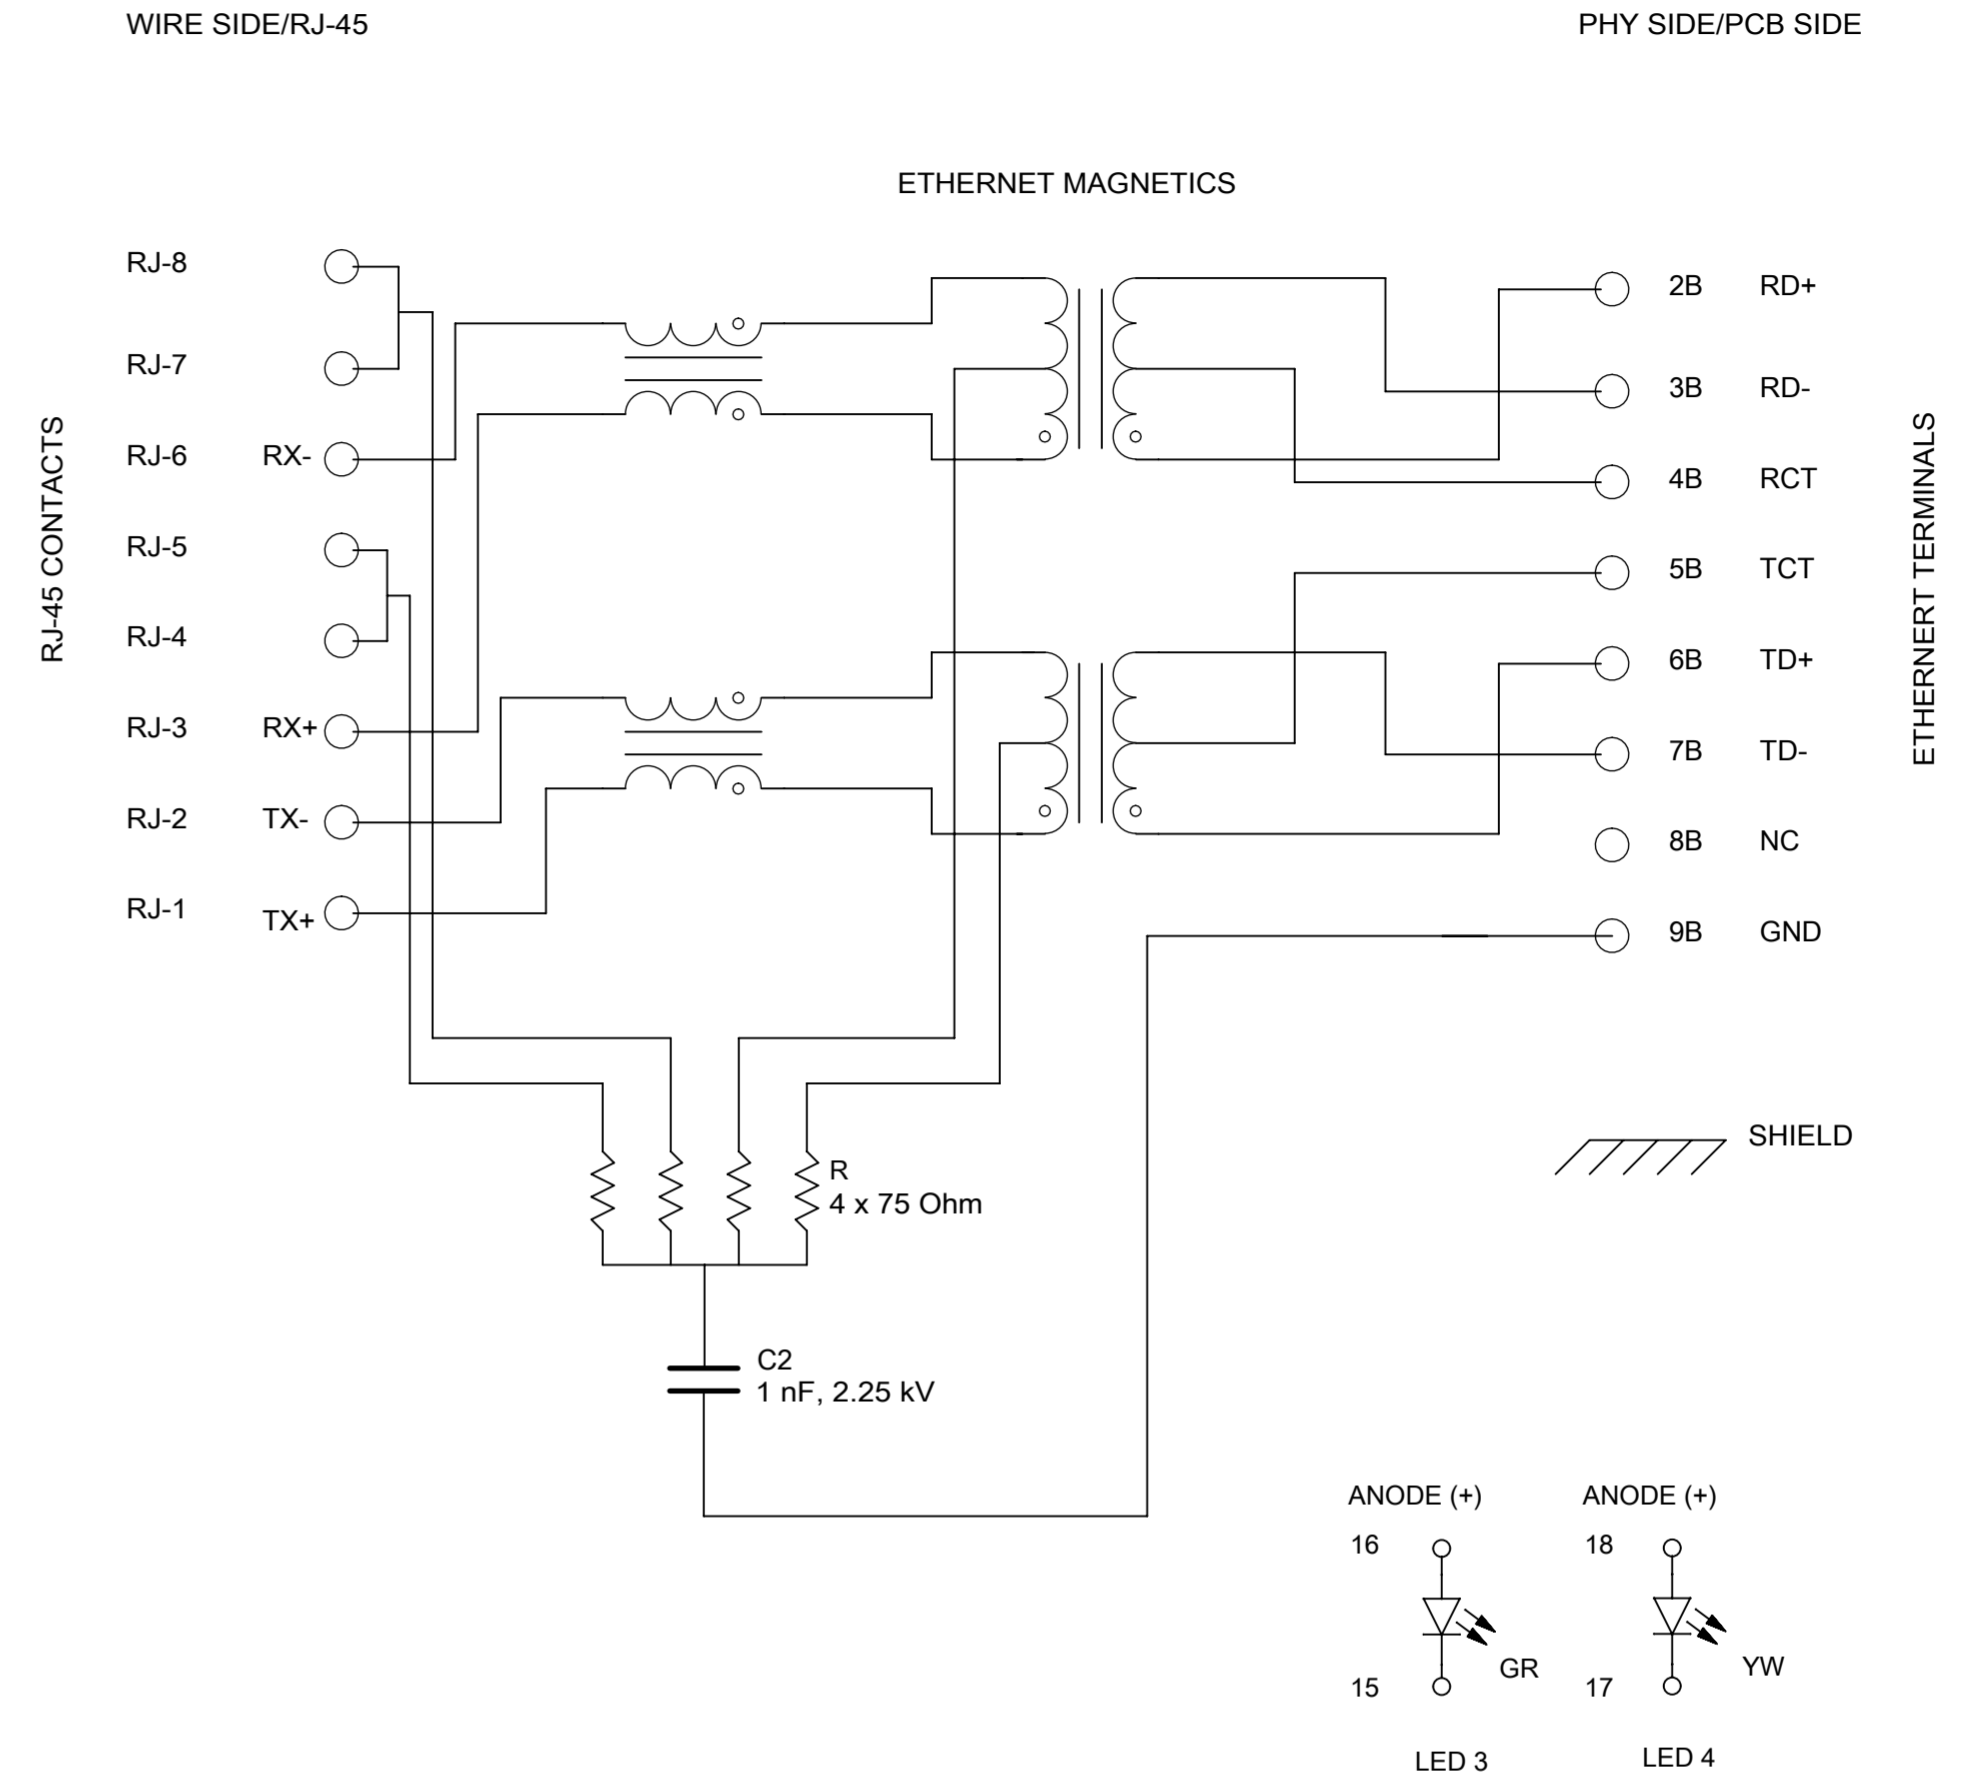 WIRE SIDE/RJ-45
PHY SIDE/PCB SIDE
ETHERNET MAGNETICS
RJ-45 CONTACTS
RJ-8
RJ-7
RJ-6 RX-
RJ-5
RJ-4
RJ-3 RX+
RJ-2 TX-
RJ-1 TX+
2B RD+
3B RD-
4B RCT
5B TCT
6B TD+
7B TD-
8B NC
9B GND
ETHERNERT TERMINALS
SHIELD
R
4 x 75 Ohm
C2
1 nF, 2.25 kV
ANODE (+)
16
15
GR
LED 3
ANODE (+)
18
17
YW
LED 4